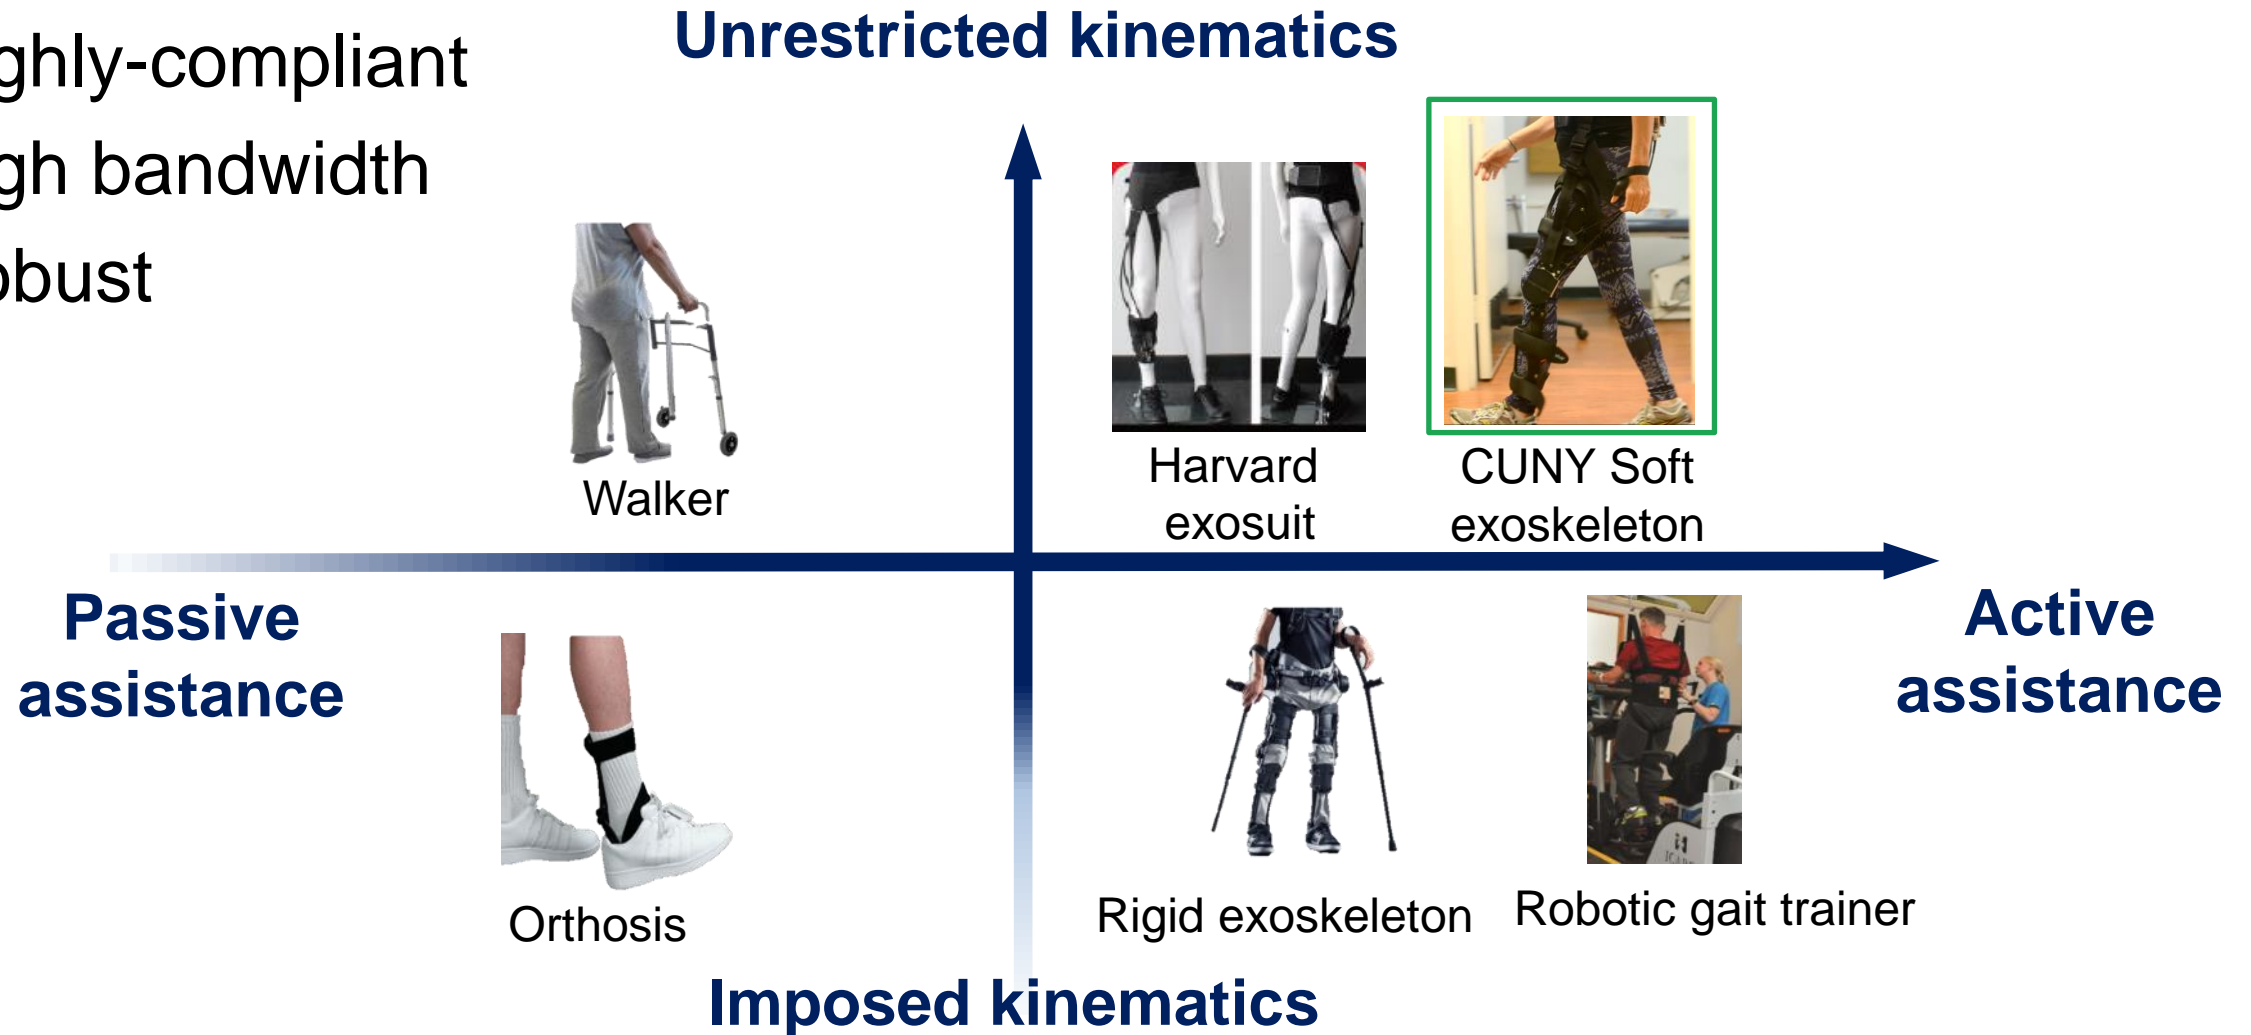 ghly-compliant
gh bandwidth
obust
Unrestricted kinematics
Walker
Harvard
exosuit
CUNY Soft
exoskeleton
Passive
assistance
Active
assistance
Orthosis
Rigid exoskeleton
Robotic gait trainer
Imposed kinematics